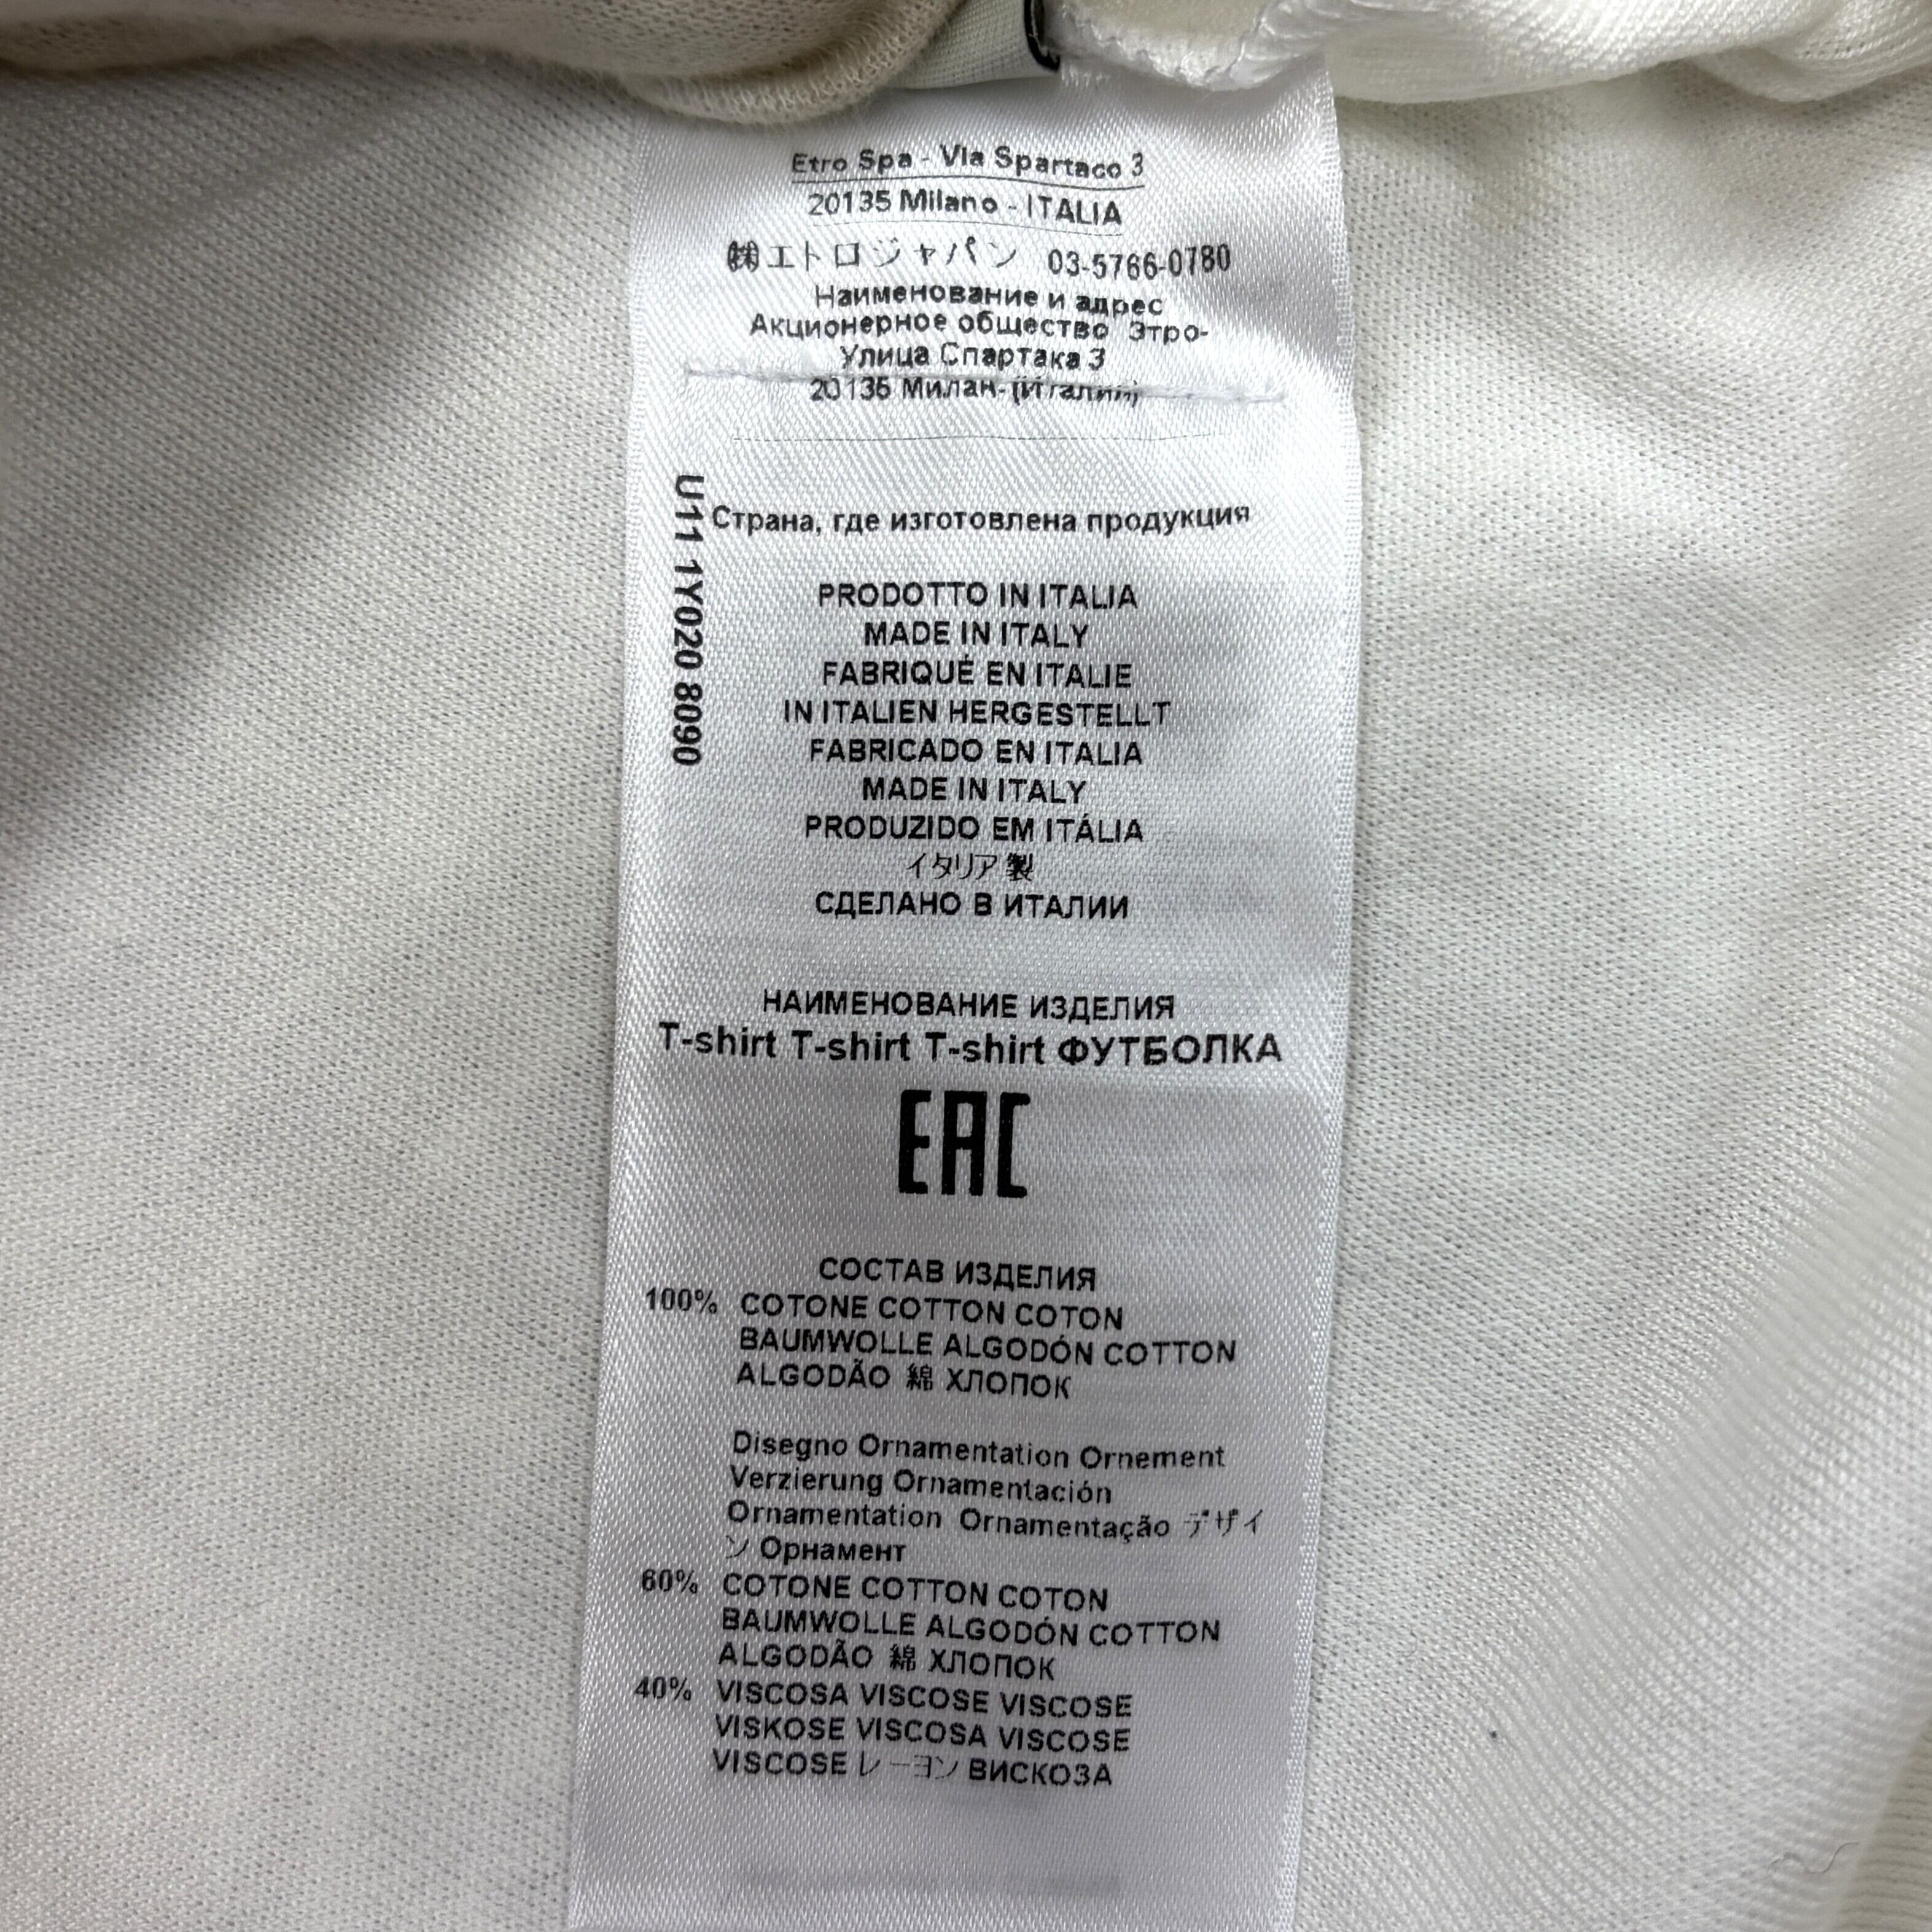 Etro Spa - Via Spartaco 3
20135 Milano - ITALIA
㈱エトロジャパン 03-5766-0780
Наименование и адрес
Акционерное общество Этро-
Улица Спартака 3
20135 Милан-(Италии)
U11 1Y020 8090
Страна, где изготовлена продукция
PRODOTTO IN ITALIA
MADE IN ITALY
FABRIQUÉ EN ITALIE
IN ITALIEN HERGESTELLT
FABRICADO EN ITALIA
MADE IN ITALY
PRODUZIDO EM ITÁLIA
イタリア製
СДЕЛАНО В ИТАЛИИ
НАИМЕНОВАНИЕ ИЗДЕЛИЯ
T-shirt T-shirt T-shirt ФУТБОЛКА
EAC
СОСТАВ ИЗДЕЛИЯ
100% COTONE COTTON COTON
BAUMWOLLE ALGODÓN COTTON
ALGODÃO 綿 ХЛОПОК
Disegno Ornamentation Ornement
Verzierung Ornamentación
Ornamentation Ornamentação デザイ
ン Орнамент
60% COTONE COTTON COTON
BAUMWOLLE ALGODÓN COTTON
ALGODÃO 綿 ХЛОПОК
40% VISCOSA VISCOSE VISCOSE
VISKOSE VISCOSA VISCOSE
VISCOSE レーヨン ВИСКОЗА